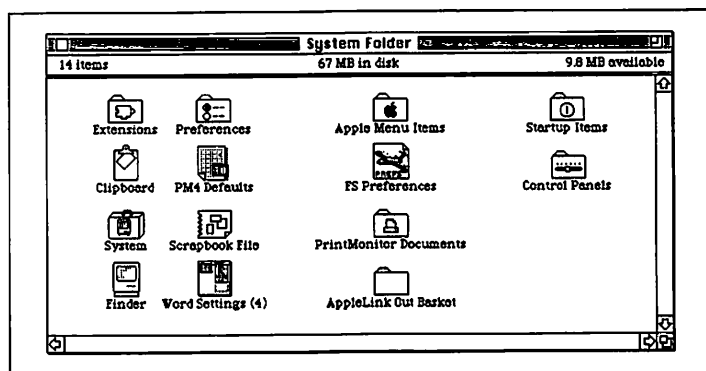 System Folder
14 items 67 MB in disk 9.8 MB available
Extensions Preferences Apple Menu Items Startup Items
Clipboard PM4 Defaults PREFS FS Preferences Control Panels
System Scrapbook File PrintMonitor Documents
Finder Word Settings (4) AppleLink Out Basket